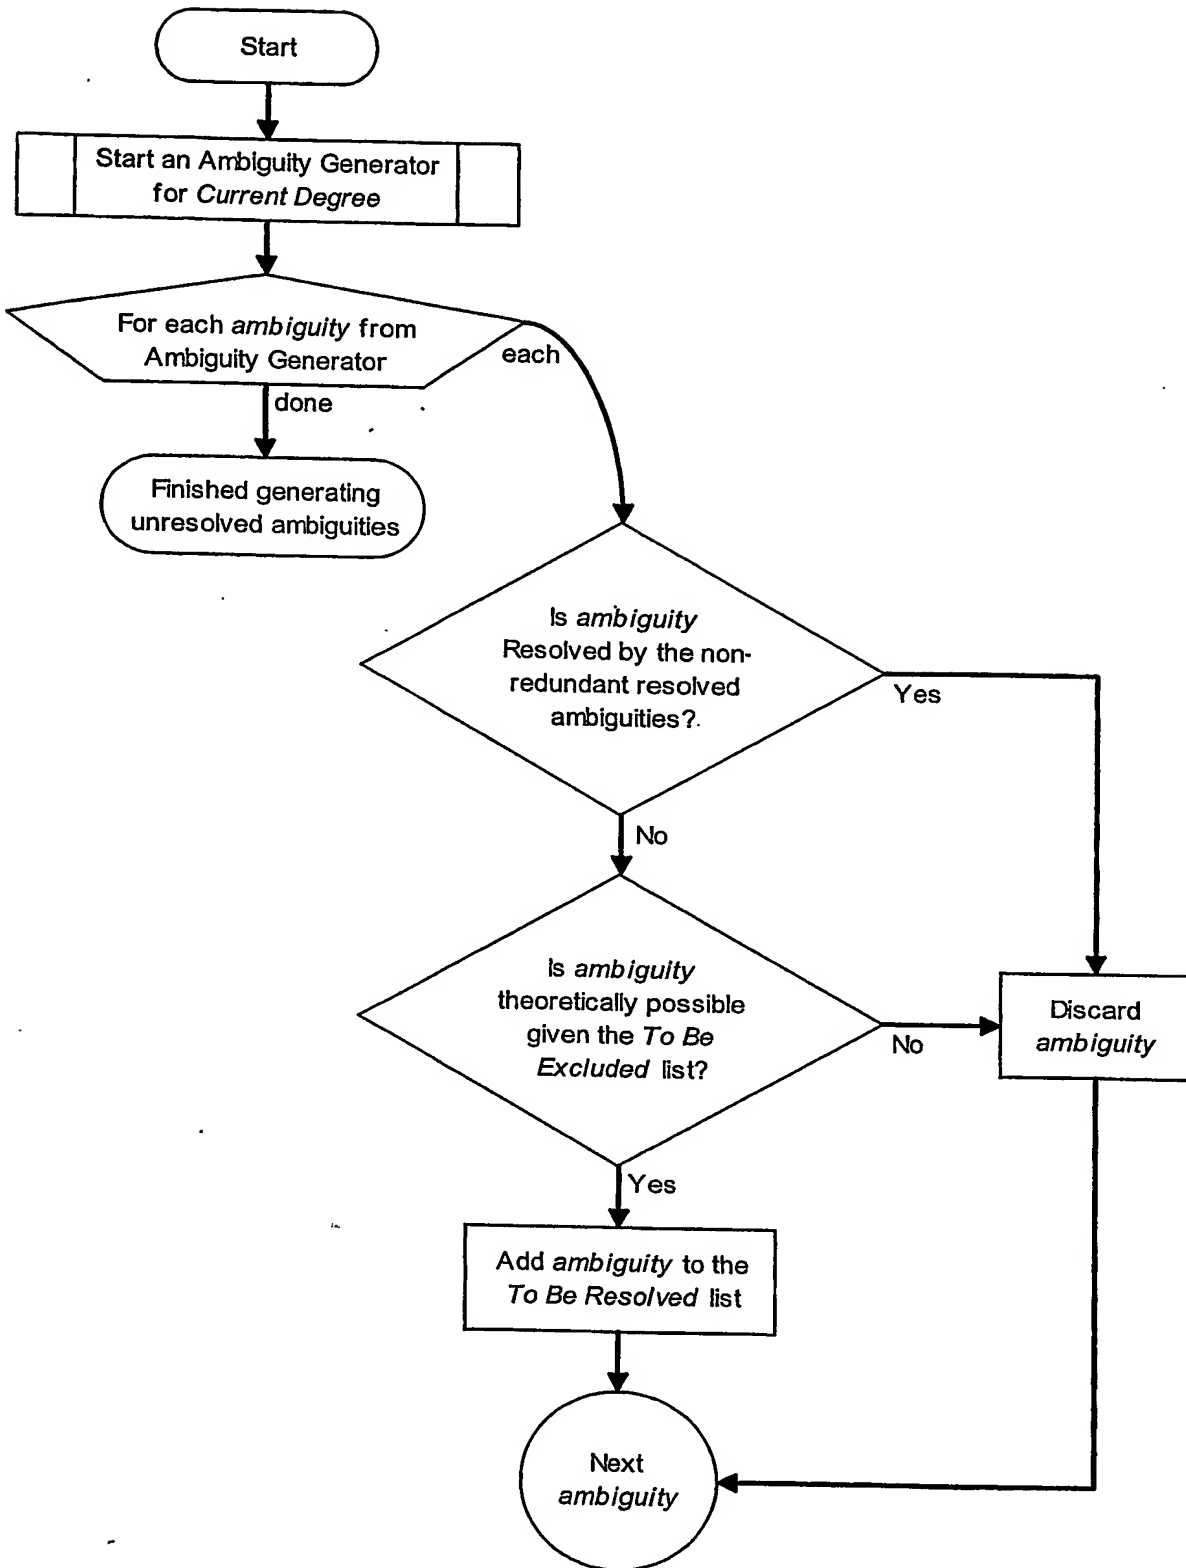 Start
Start an Ambiguity Generator
for Current Degree
For each ambiguity from
Ambiguity Generator
each
done
Finished generating
unresolved ambiguities
Is ambiguity
Resolved by the non-
redundant resolved
ambiguities?
Yes
No
Is ambiguity
theoretically possible
given the To Be
Excluded list?
No
Discard
ambiguity
Yes
Add ambiguity to the
To Be Resolved list
Next
ambiguity